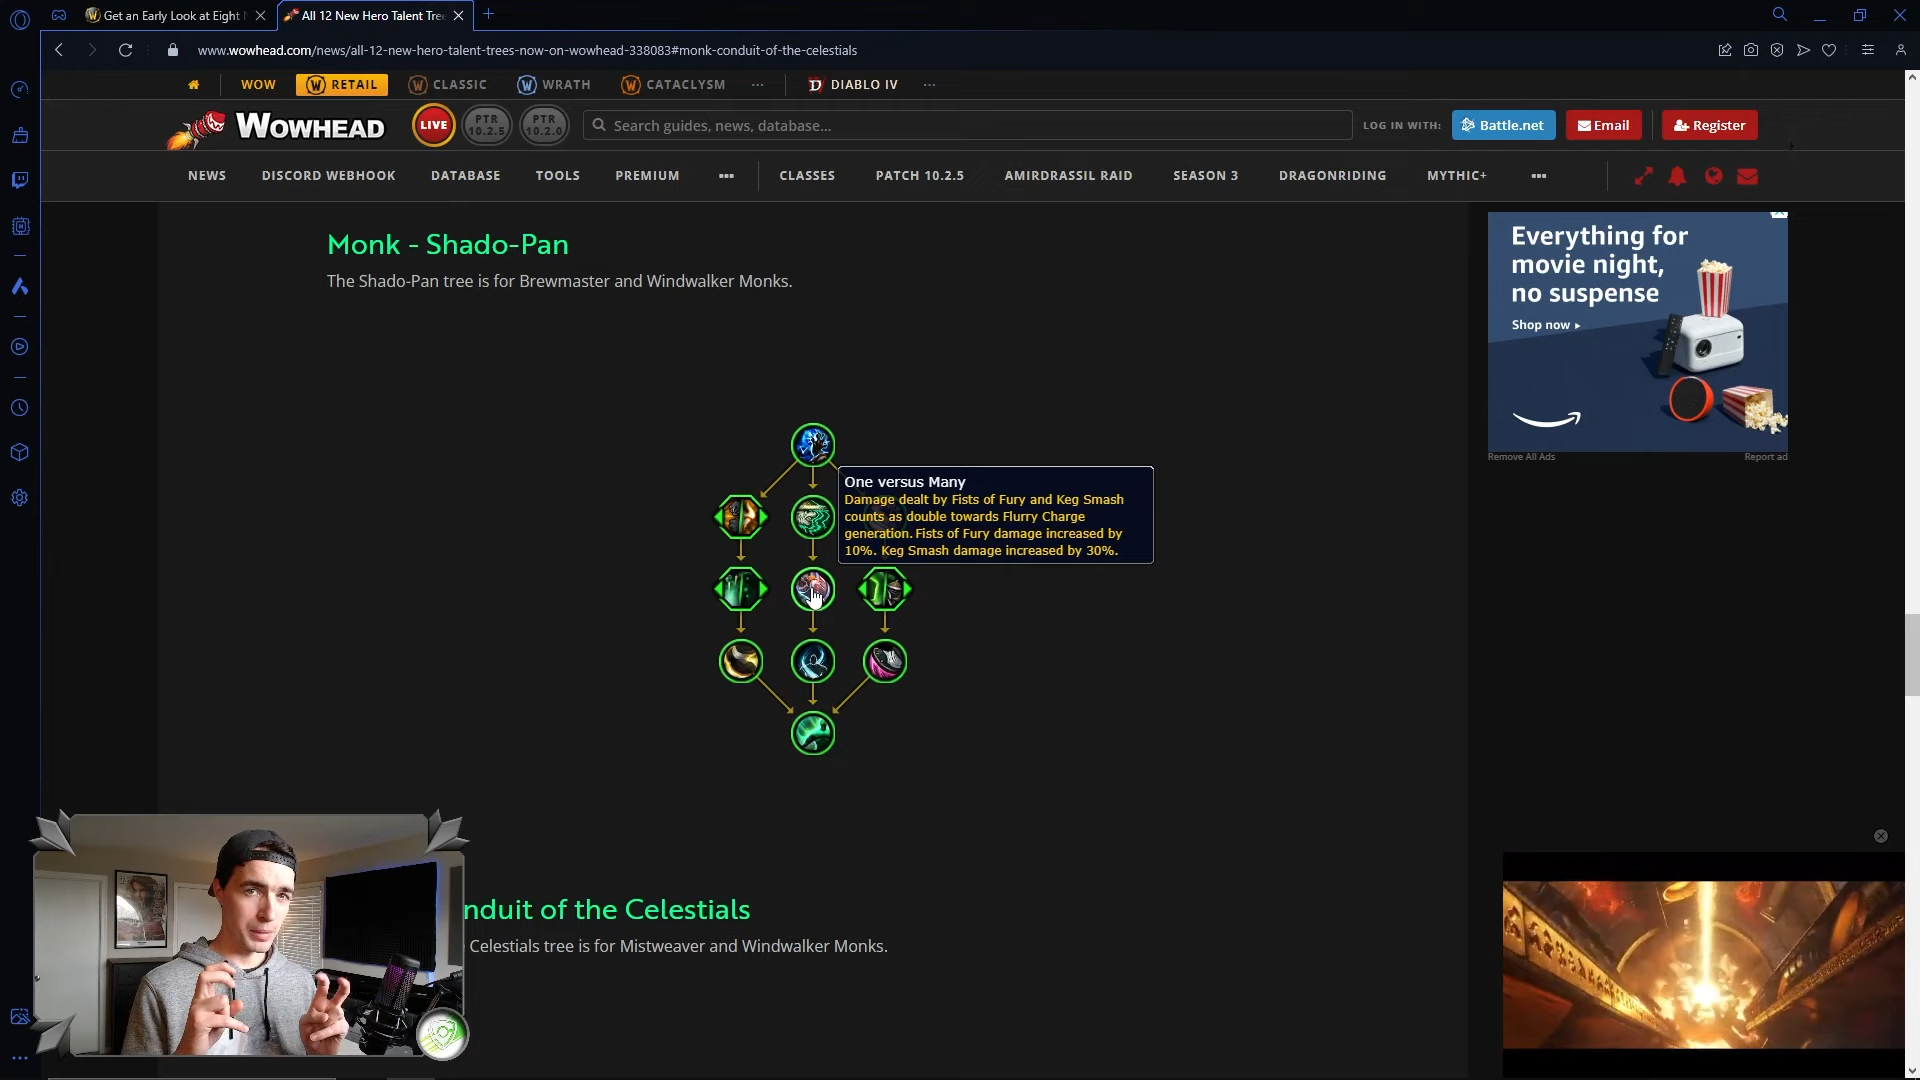 Get an Early Look at Eight N
All 12 New Hero Talent Tre
www.wowhead.com/news/all-12-new-hero-talent-trees-now-on-wowhead-338083#monk-conduit-of-the-celestials
WOW
RETAIL
CLASSIC
WRATH
CATACLYSM
DIABLO IV
WOWHEAD
LIVE
PTR
10.2.5
PTR
10.2.0
Search guides, news, database...
LOG IN WITH:
Battle.net
Email
Register
NEWS
DISCORD WEBHOOK
DATABASE
TOOLS
PREMIUM
CLASSES
PATCH 10.2.5
AMIRDRASSIL RAID
SEASON 3
DRAGONRIDING
MYTHIC+
Monk - Shado-Pan
The Shado-Pan tree is for Brewmaster and Windwalker Monks.
Everything for
movie night,
no suspense
Shop now
Remove All Ads
Report ad
One versus Many
Damage dealt by Fists of Fury and Keg Smash
counts as double towards Flurry Charge
generation. Fists of Fury damage increased by
10%. Keg Smash damage increased by 30%.
nduit of the Celestials
Celestials tree is for Mistweaver and Windwalker Monks.